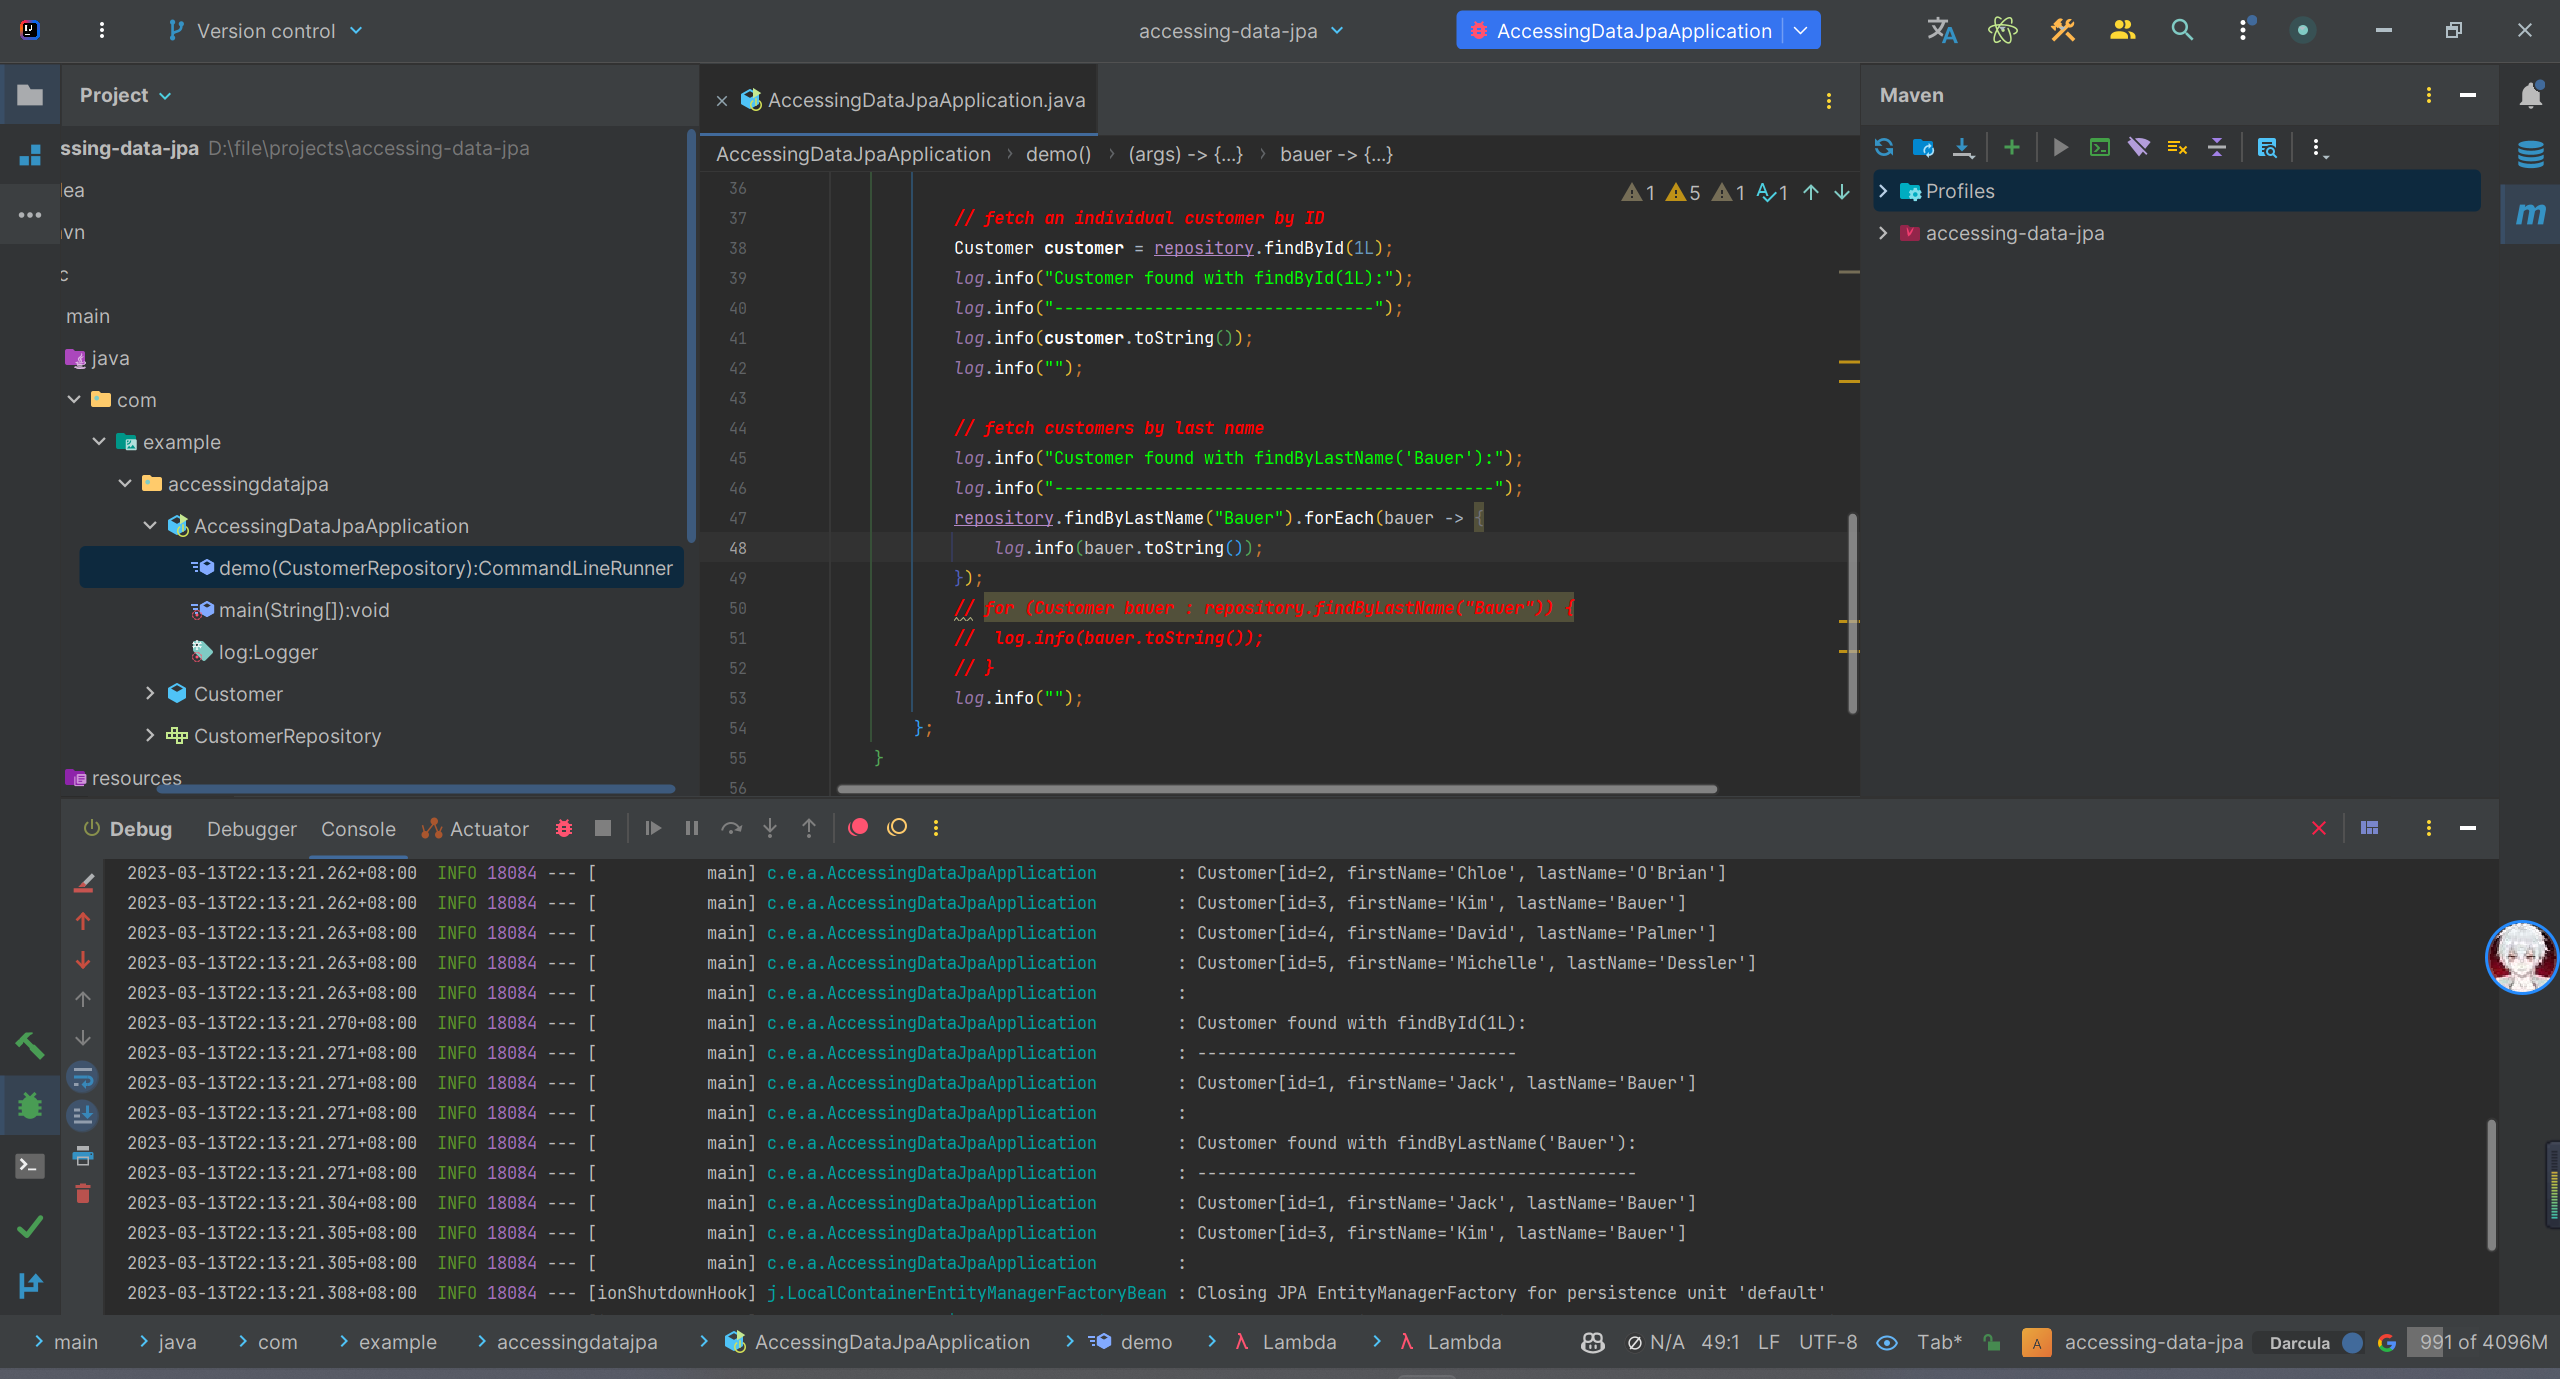 Version control
accessing-data-jpa
AccessingDataJpaApplication
Project
ssing-data-jpa D:\file\projects\accessing-data-jpa
main
java
com
example
accessingdatajpa
AccessingDataJpaApplication
demo(CustomerRepository):CommandLineRunner
main(String[]):void
log:Logger
Customer
CustomerRepository
resources
AccessingDataJpaApplication.java
AccessingDataJpaApplication demo() (args) -> {...} bauer -> {...}
1 5 1 1
36
37 // fetch an individual customer by ID
38 Customer customer = repository.findById(1L);
39 log.info("Customer found with findById(1L):");
40 log.info("--------------------------------");
41 log.info(customer.toString());
42 log.info("");
43
44 // fetch customers by last name
45 log.info("Customer found with findByLastName('Bauer'):");
46 log.info("--------------------------------------------");
47 repository.findByLastName("Bauer").forEach(bauer -> {
48 log.info(bauer.toString());
49 });
50 // for (Customer bauer : repository.findByLastName("Bauer")) {
51 //  log.info(bauer.toString());
52 // }
53 log.info("");
54 };
55 }
56
Maven
Profiles
accessing-data-jpa
Debug Debugger Console Actuator
2023-03-13T22:13:21.262+08:00  INFO 18084 --- [           main] c.e.a.AccessingDataJpaApplication        : Customer[id=2, firstName='Chloe', lastName='O'Brian']
2023-03-13T22:13:21.262+08:00  INFO 18084 --- [           main] c.e.a.AccessingDataJpaApplication        : Customer[id=3, firstName='Kim', lastName='Bauer']
2023-03-13T22:13:21.263+08:00  INFO 18084 --- [           main] c.e.a.AccessingDataJpaApplication        : Customer[id=4, firstName='David', lastName='Palmer']
2023-03-13T22:13:21.263+08:00  INFO 18084 --- [           main] c.e.a.AccessingDataJpaApplication        : Customer[id=5, firstName='Michelle', lastName='Dessler']
2023-03-13T22:13:21.263+08:00  INFO 18084 --- [           main] c.e.a.AccessingDataJpaApplication        :
2023-03-13T22:13:21.270+08:00  INFO 18084 --- [           main] c.e.a.AccessingDataJpaApplication        : Customer found with findById(1L):
2023-03-13T22:13:21.271+08:00  INFO 18084 --- [           main] c.e.a.AccessingDataJpaApplication        : --------------------------------
2023-03-13T22:13:21.271+08:00  INFO 18084 --- [           main] c.e.a.AccessingDataJpaApplication        : Customer[id=1, firstName='Jack', lastName='Bauer']
2023-03-13T22:13:21.271+08:00  INFO 18084 --- [           main] c.e.a.AccessingDataJpaApplication        :
2023-03-13T22:13:21.271+08:00  INFO 18084 --- [           main] c.e.a.AccessingDataJpaApplication        : Customer found with findByLastName('Bauer'):
2023-03-13T22:13:21.271+08:00  INFO 18084 --- [           main] c.e.a.AccessingDataJpaApplication        : --------------------------------------------
2023-03-13T22:13:21.304+08:00  INFO 18084 --- [           main] c.e.a.AccessingDataJpaApplication        : Customer[id=1, firstName='Jack', lastName='Bauer']
2023-03-13T22:13:21.305+08:00  INFO 18084 --- [           main] c.e.a.AccessingDataJpaApplication        : Customer[id=3, firstName='Kim', lastName='Bauer']
2023-03-13T22:13:21.305+08:00  INFO 18084 --- [           main] c.e.a.AccessingDataJpaApplication        :
2023-03-13T22:13:21.308+08:00  INFO 18084 --- [ionShutdownHook] j.LocalContainerEntityManagerFactoryBean : Closing JPA EntityManagerFactory for persistence unit 'default'
main java com example accessingdatajpa AccessingDataJpaApplication demo Lambda Lambda N/A 49:1 LF UTF-8 Tab* A accessing-data-jpa Darcula 991 of 4096M